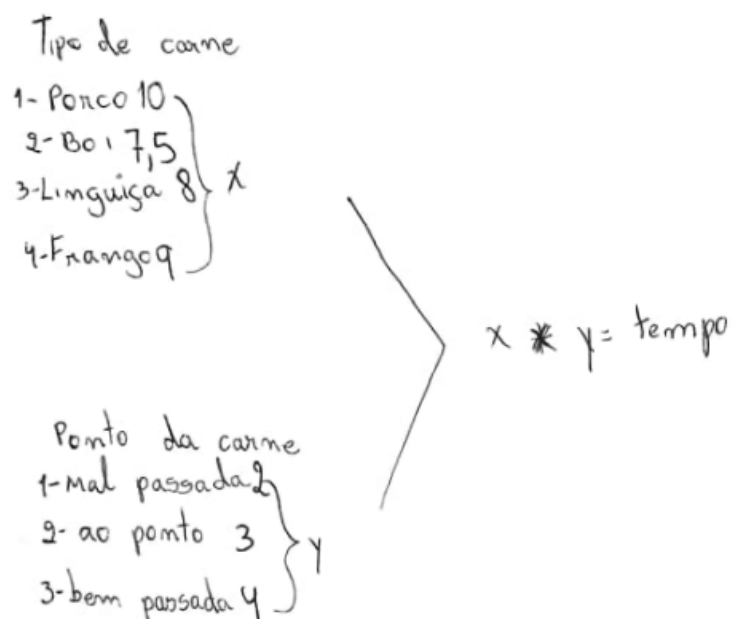 Tipo de carne
1- Porco 10
2- Boi 7,5
3- Linguiça 8
4- Frango 9
X
x * y = tempo
Ponto da carne
1- Mal passada 2
2- ao ponto 3
3- bem passada 4
Y